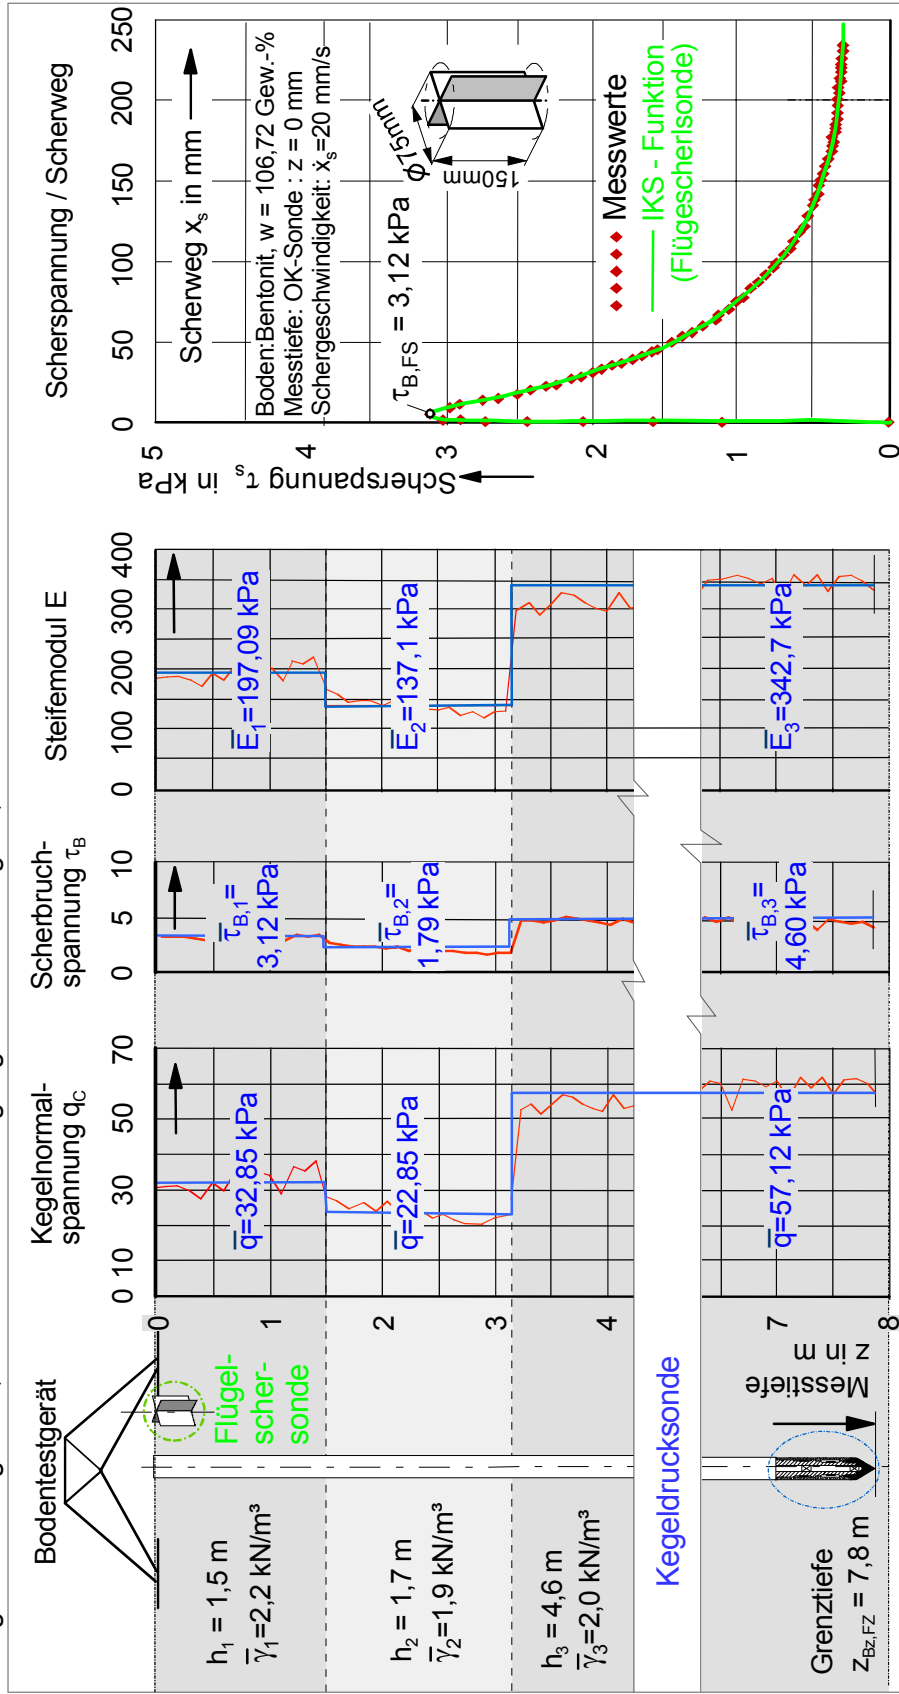 Bodentestgerät
Kegelnormal-
spannung qC
Scherbruch-
spannung τB
Steifemodul E
Scherspannung / Scherweg
0 10 30 50 70
0 5 10
0 100 200 300 400
0 50 100 150 200 250
Flügel-
scher-
sonde
h1 = 1,5 m
γ1=2,2 kN/m³
h2 = 1,7 m
γ2=1,9 kN/m³
h3 = 4,6 m
γ3=2,0 kN/m³
Kegeldrucksonde
Grenztiefe
zBz,FZ = 7,8 m
Messtiefe
z in m
0
1
2
3
4
7
8
q=32,85 kPa
q=22,85 kPa
q=57,12 kPa
τB,1=
3,12 kPa
τB,2=
1,79 kPa
τB,3=
4,60 kPa
E1=197,09 kPa
E2=137,1 kPa
E3=342,7 kPa
Scherweg xs in mm
Scherspanung τs in kPa
5
4
3
2
1
0
Boden:Bentonit, w = 106,72 Gew.-%
Messtiefe: OK-Sonde : z = 0 mm
Schergeschwindigkeit: ẋs=20 mm/s
τB,FS = 3,12 kPa
ϕ75mm
150mm
Messwerte
IKS - Funktion
(Flügescherlsonde)